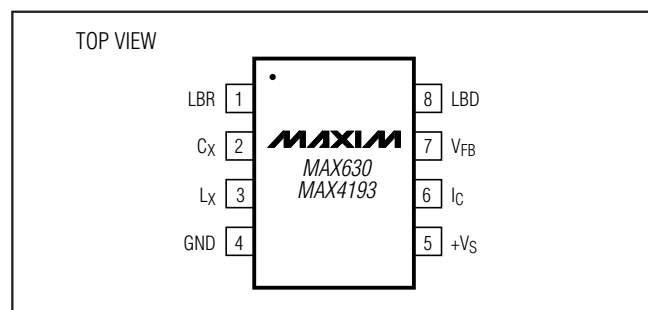 TOP VIEW
LBR 1
8 LBD
CX 2
MAXIM
7 VFB
MAX630
MAX4193
LX 3
6 IC
GND 4
5 +VS